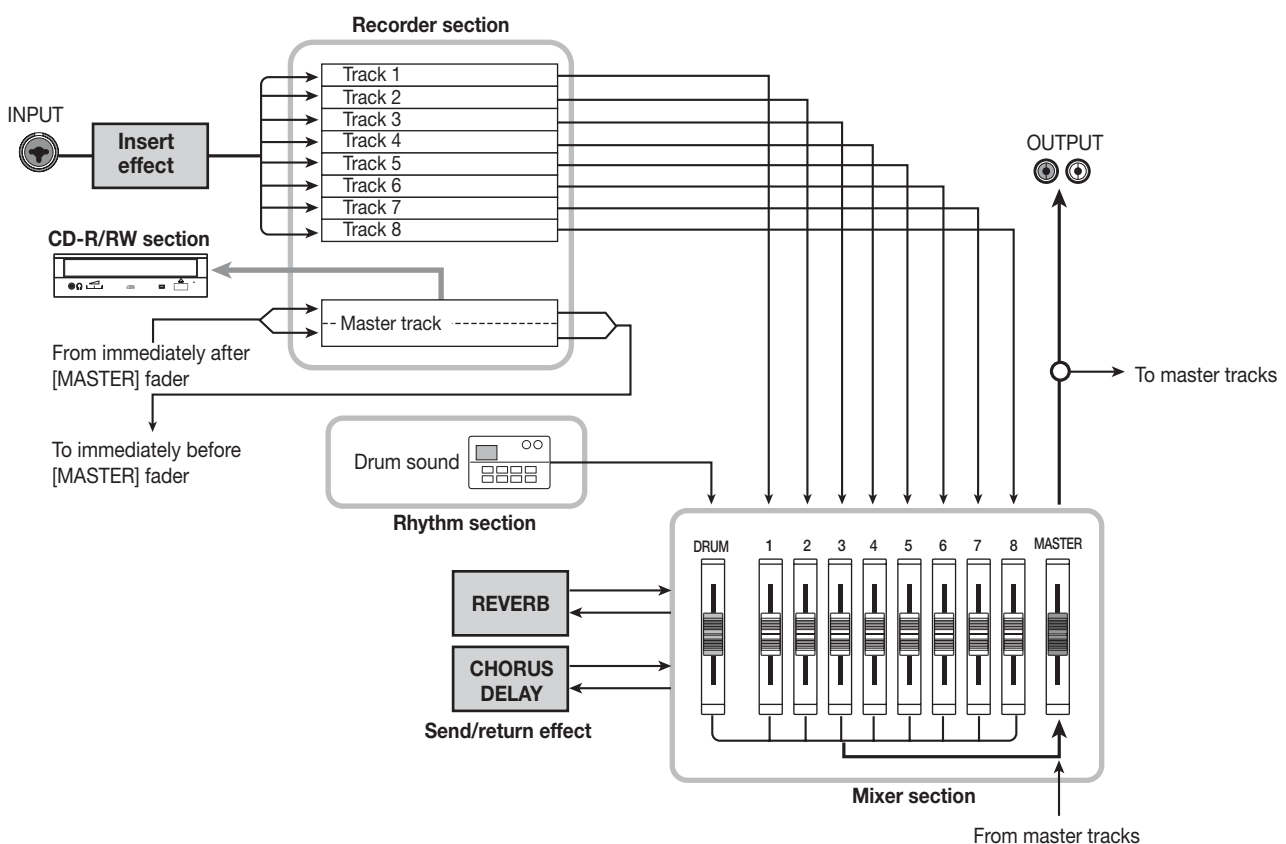 Recorder section
Track 1
Track 2
Track 3
Track 4
Track 5
Track 6
Track 7
Track 8
INPUT
Insert
effect
OUTPUT
CD-R/RW section
Master track
From immediately after
[MASTER] fader
To master tracks
To immediately before
[MASTER] fader
Drum sound
Rhythm section
DRUM 1 2 3 4 5 6 7 8 MASTER
REVERB
CHORUS
DELAY
Send/return effect
Mixer section
From master tracks